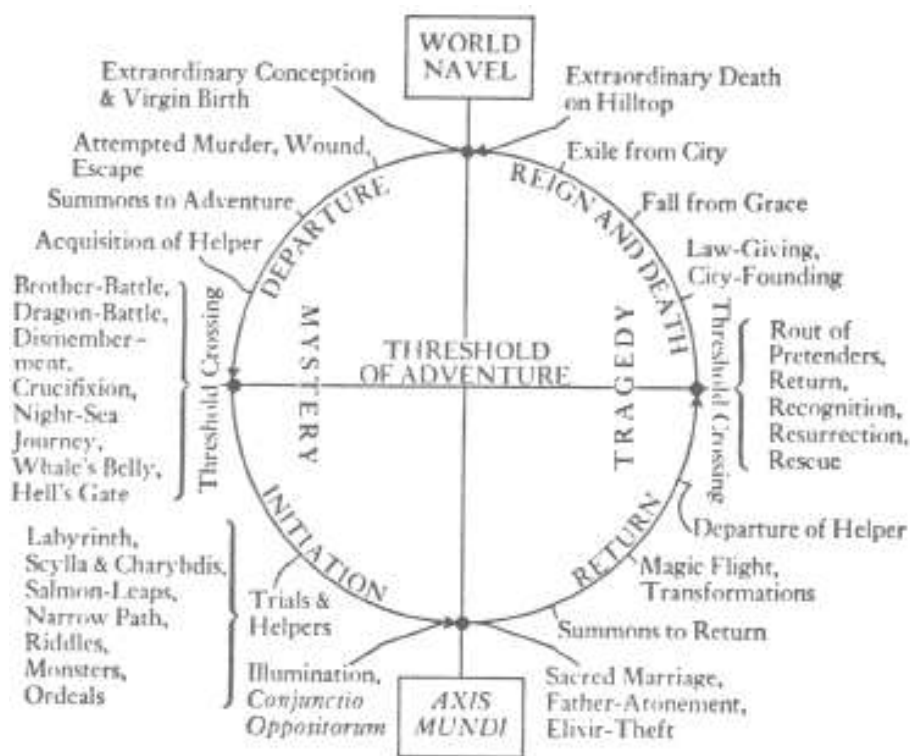 WORLD
NAVEL
Extraordinary Conception
& Virgin Birth
Extraordinary Death
on Hilltop
Attempted Murder, Wound,
Escape
Exile from City
Summons to Adventure
Fall from Grace
Acquisition of Helper
Law-Giving,
City-Founding
DEPARTURE
REIGN AND DEATH
Brother-Battle,
Dragon-Battle,
Dismember-
ment,
Crucifixion,
Night-Sea
Journey,
Whale's Belly,
Hell's Gate
Threshold Crossing
MYSTERY
THRESHOLD
OF ADVENTURE
TRAGEDY
Threshold Crossing
Rout of
Pretenders,
Return,
Recognition,
Resurrection,
Rescue
INITIATION
RETURN
Departure of Helper
Magic Flight,
Transformations
Summons to Return
Labyrinth,
Scylla & Charybdis,
Salmon-Leaps,
Narrow Path,
Riddles,
Monsters,
Ordeals
Trials &
Helpers
Illumination,
Conjunctio
Oppositorum
AXIS
MUNDI
Sacred Marriage,
Father-Atonement,
Elixir-Theft